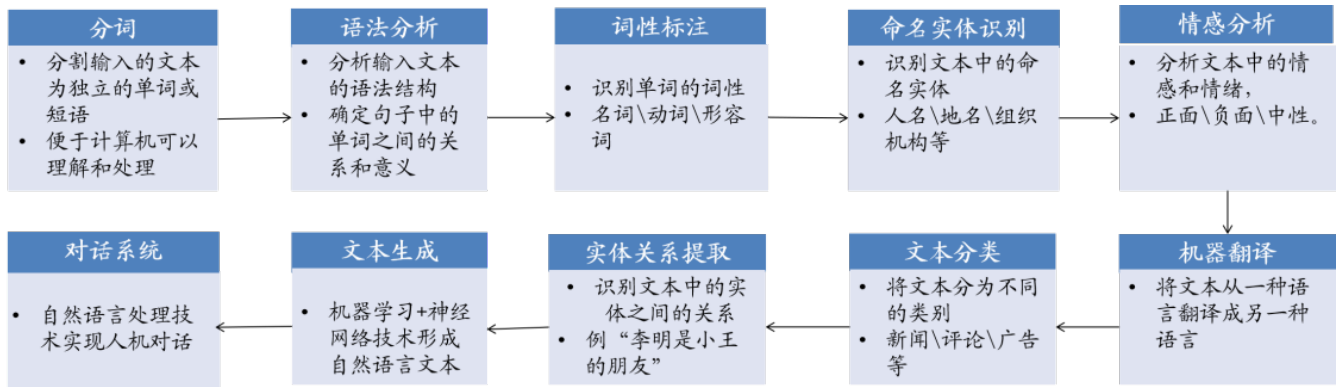 分词
• 分割输入的文本
为独立的单词或
短语
• 便于计算机可以
理解和处理
语法分析
• 分析输入文本
的语法结构
• 确定句子中的
单词之间的关
系和意义
词性标注
• 识别单词的词性
• 名词\动词\形容
词
命名实体识别
• 识别文本中的命
名实体
• 人名\地名\组织
机构等
情感分析
• 分析文本中的情
感和情绪，
• 正面\负面\中性。
机器翻译
• 将文本从一种语
言翻译成另一种
语言
文本分类
• 将文本分为不同
的类别
• 新闻\评论\广告
等
实体关系提取
• 识别文本中的实
体之间的关系
• 例“李明是小王
的朋友”
文本生成
• 机器学习+神经
网络技术形成
自然语言文本
对话系统
• 自然语言处理技
术实现人机对话